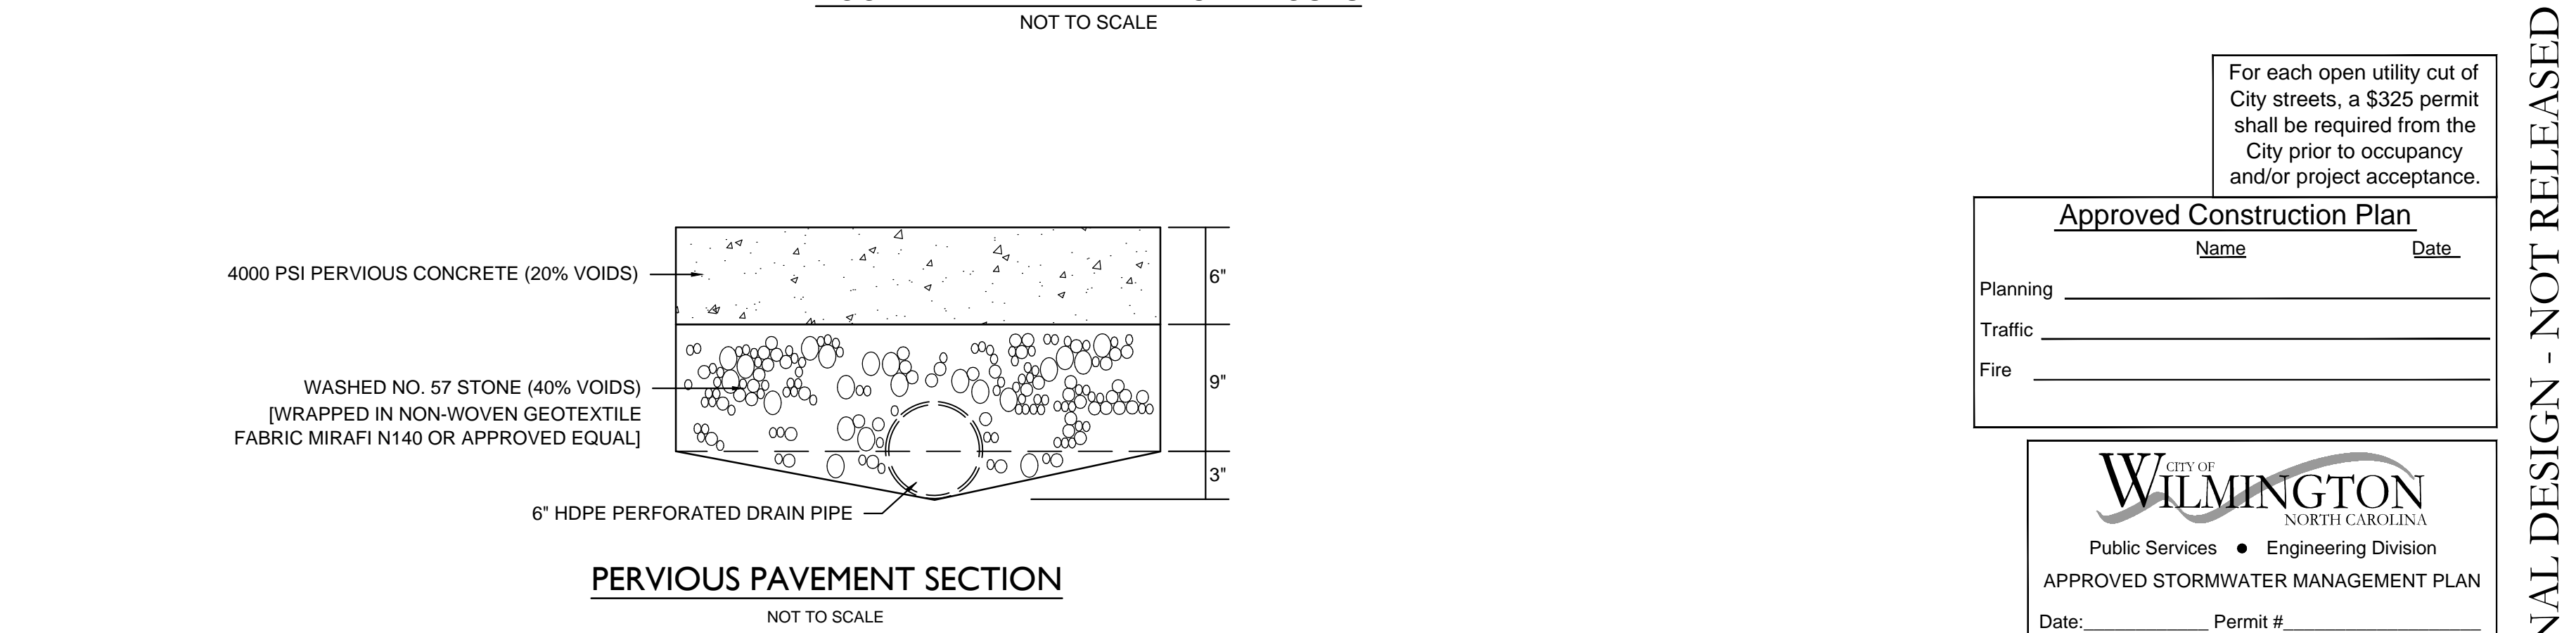 NOT TO SCALE
4000 PSI PERVIOUS CONCRETE (20% VOIDS)
6"
WASHED NO. 57 STONE (40% VOIDS)
[WRAPPED IN NON-WOVEN GEOTEXTILE
FABRIC MIRAFI N140 OR APPROVED EQUAL]
9"
3"
6" HDPE PERFORATED DRAIN PIPE
PERVIOUS PAVEMENT SECTION
NOT TO SCALE
For each open utility cut of
City streets, a $325 permit
shall be required from the
City prior to occupancy
and/or project acceptance.
Approved Construction Plan
Name Date
Planning
Traffic
Fire
CITY OF
WILMINGTON
NORTH CAROLINA
Public Services ● Engineering Division
APPROVED STORMWATER MANAGEMENT PLAN
Date: Permit #
NAL DESIGN - NOT RELEASED